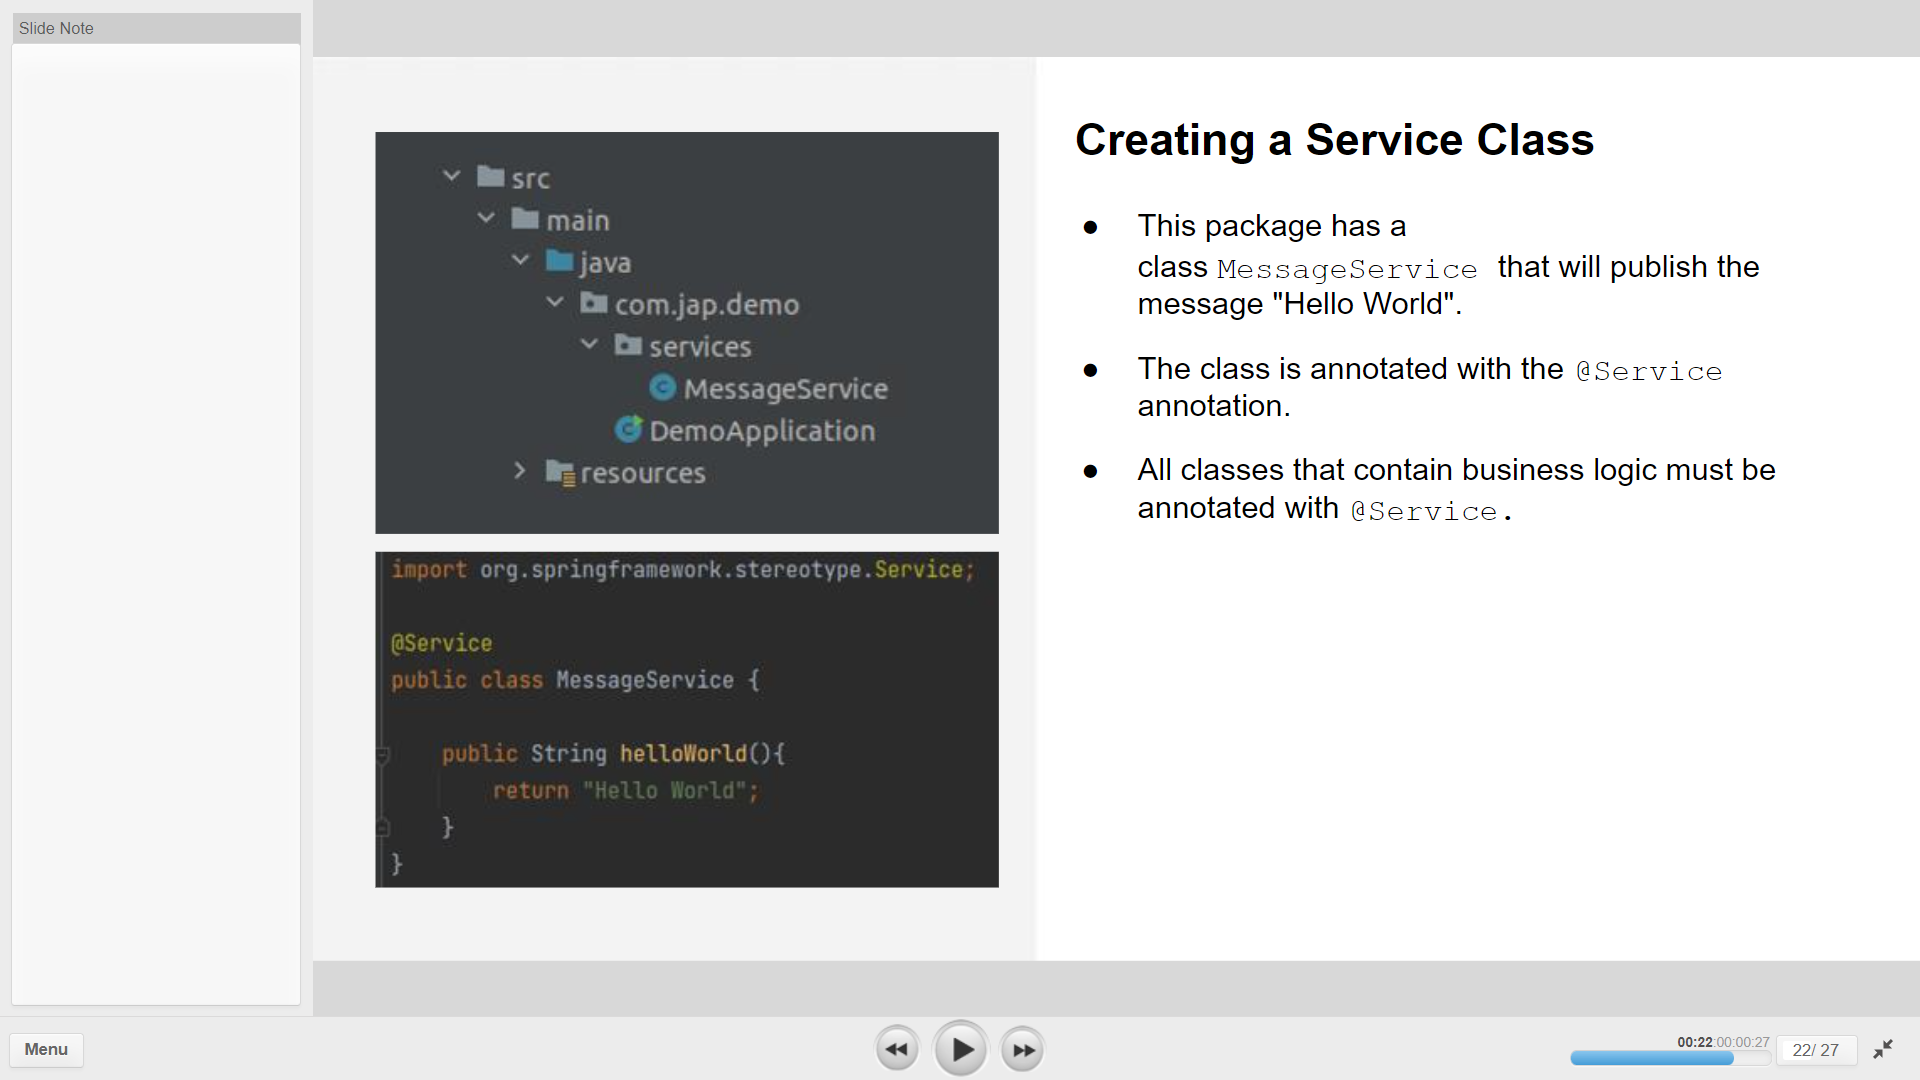 Slide Note
src
main
java
com.jap.demo
services
MessageService
DemoApplication
resources
import org.springframework.stereotype.Service;
@Service
public class MessageService {
public String helloWorld(){
return "Hello World";
}
}
Creating a Service Class
● This package has a
class MessageService that will publish the
message "Hello World".
● The class is annotated with the @Service
annotation.
● All classes that contain business logic must be
annotated with @Service.
Menu
00:22:00:00:27
22/ 27